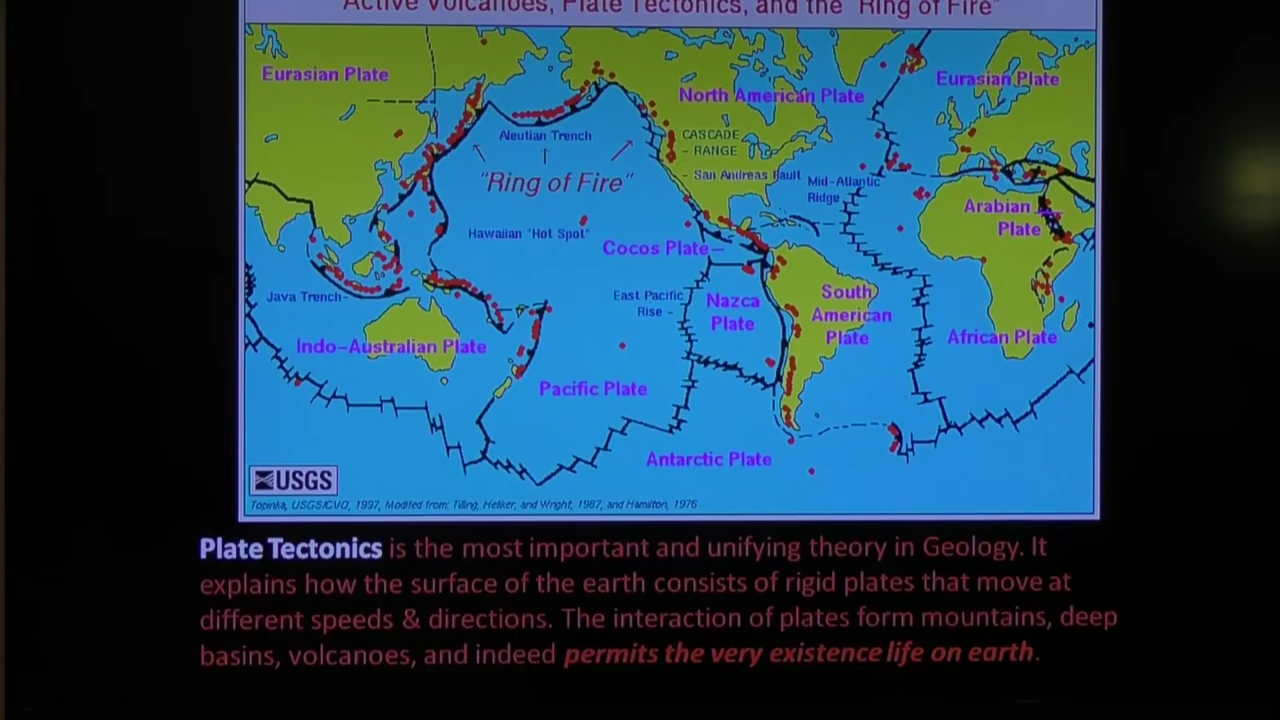 Active Volcanoes, Plate Tectonics, and the "Ring of Fire"
Eurasian Plate
North American Plate
Eurasian Plate
Aleutian Trench
CASCADE
RANGE
"Ring of Fire"
San Andreas Fault
Mid-Atlantic
Ridge
Arabian
Plate
Hawaiian "Hot Spot"
Cocos Plate
Java Trench
East Pacific
Rise
Nazca
Plate
South
American
Plate
Indo-Australian Plate
African Plate
Pacific Plate
Antarctic Plate
USGS
Topinka, USGS/CVO, 1997, Modified from: Tilling, Heliker, and Wright, 1987, and Hamilton, 1976
Plate Tectonics is the most important and unifying theory in Geology. It
explains how the surface of the earth consists of rigid plates that move at
different speeds & directions. The interaction of plates form mountains, deep
basins, volcanoes, and indeed permits the very existence life on earth.